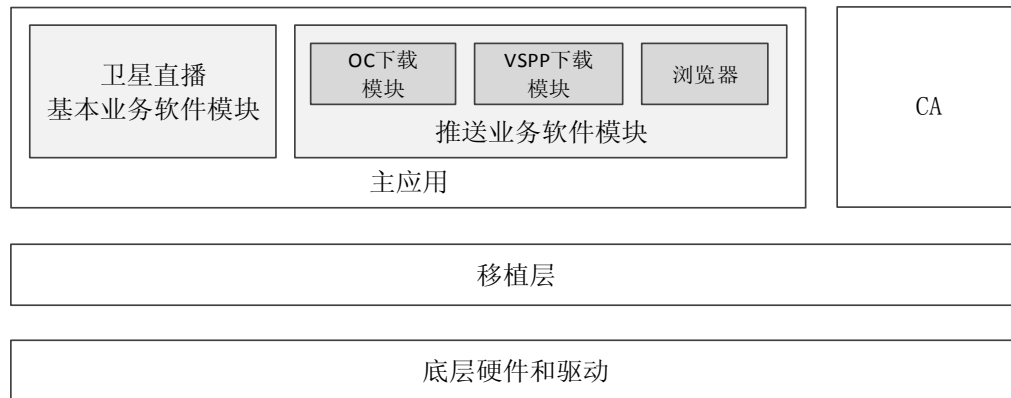 卫星直播
基本业务软件模块
OC下载
模块
VSPP下载
模块
浏览器
推送业务软件模块
主应用
CA
移植层
底层硬件和驱动